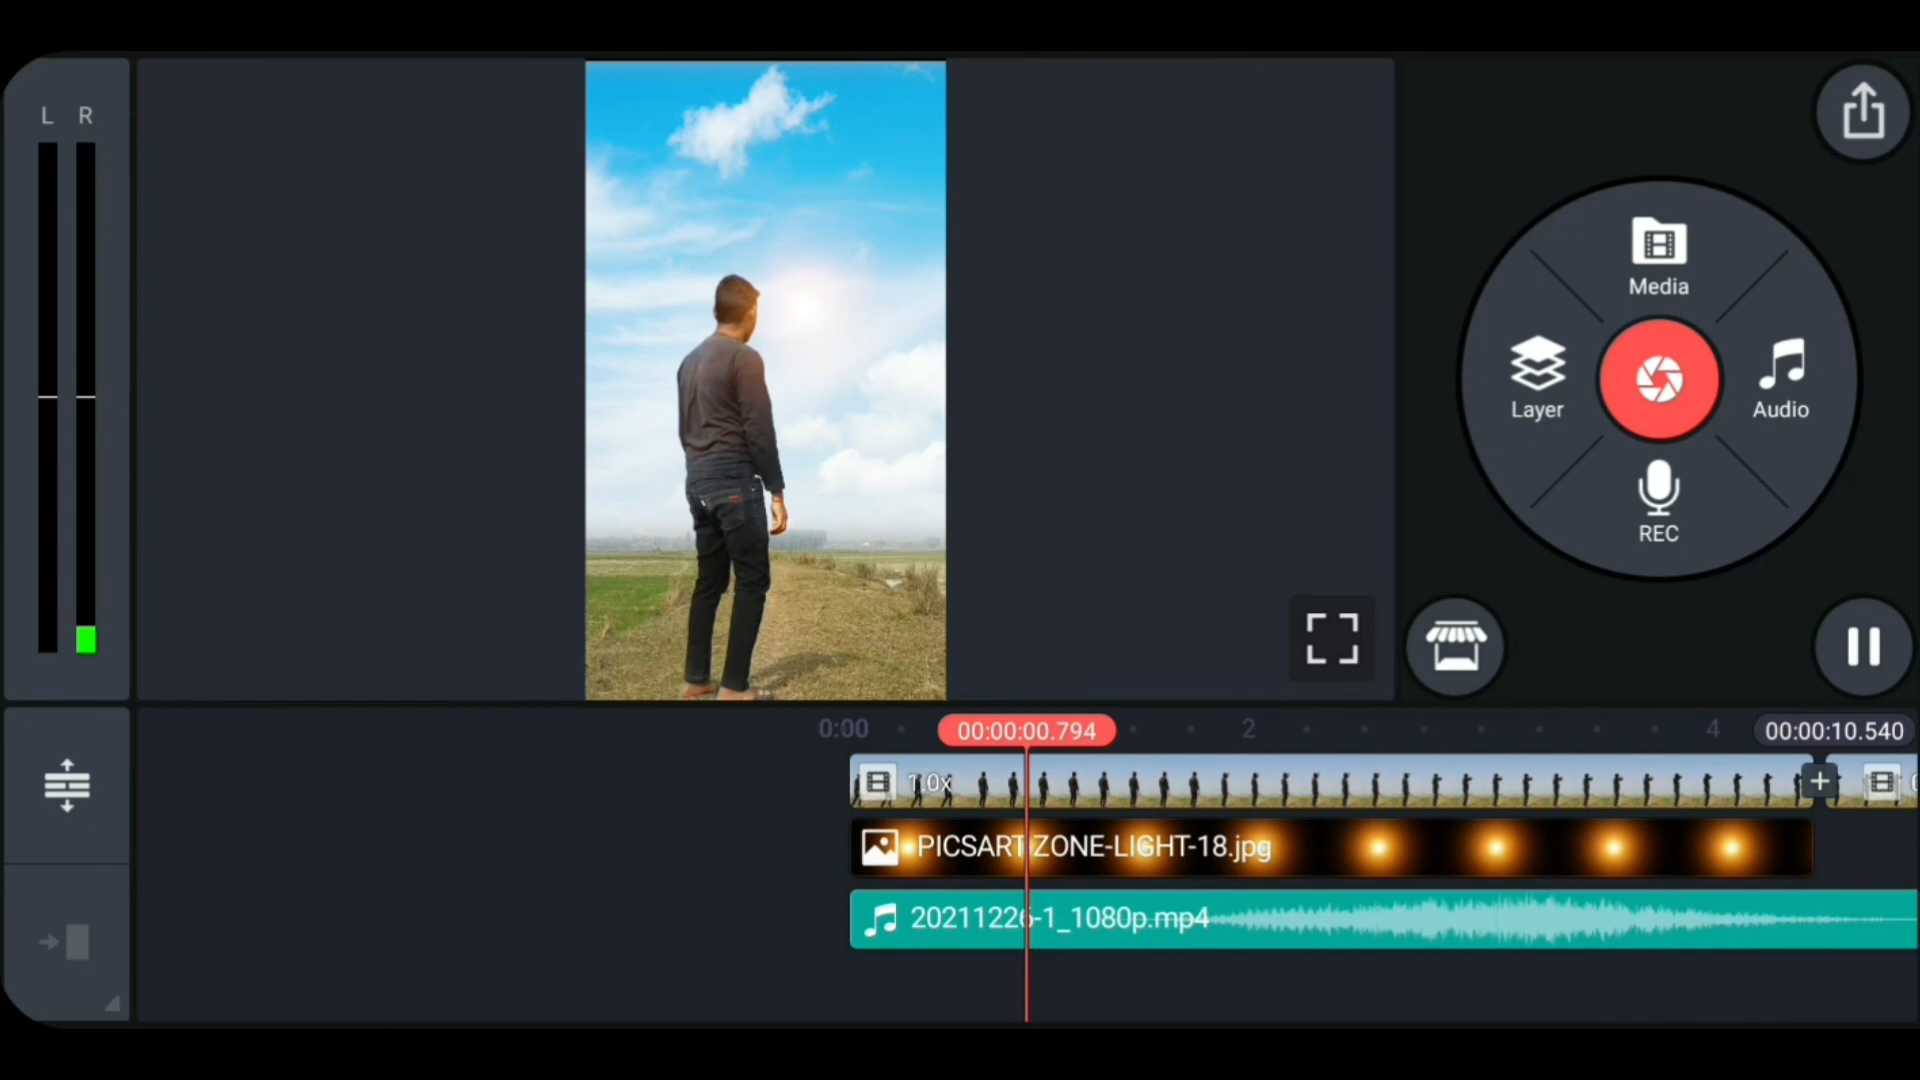 L R
Media
Layer
Audio
REC
0:00
00:00:00.794
2
4
00:00:10.540
1.0x
PICSART-ZONE-LIGHT-18.jpg
20211226-1_1080p.mp4